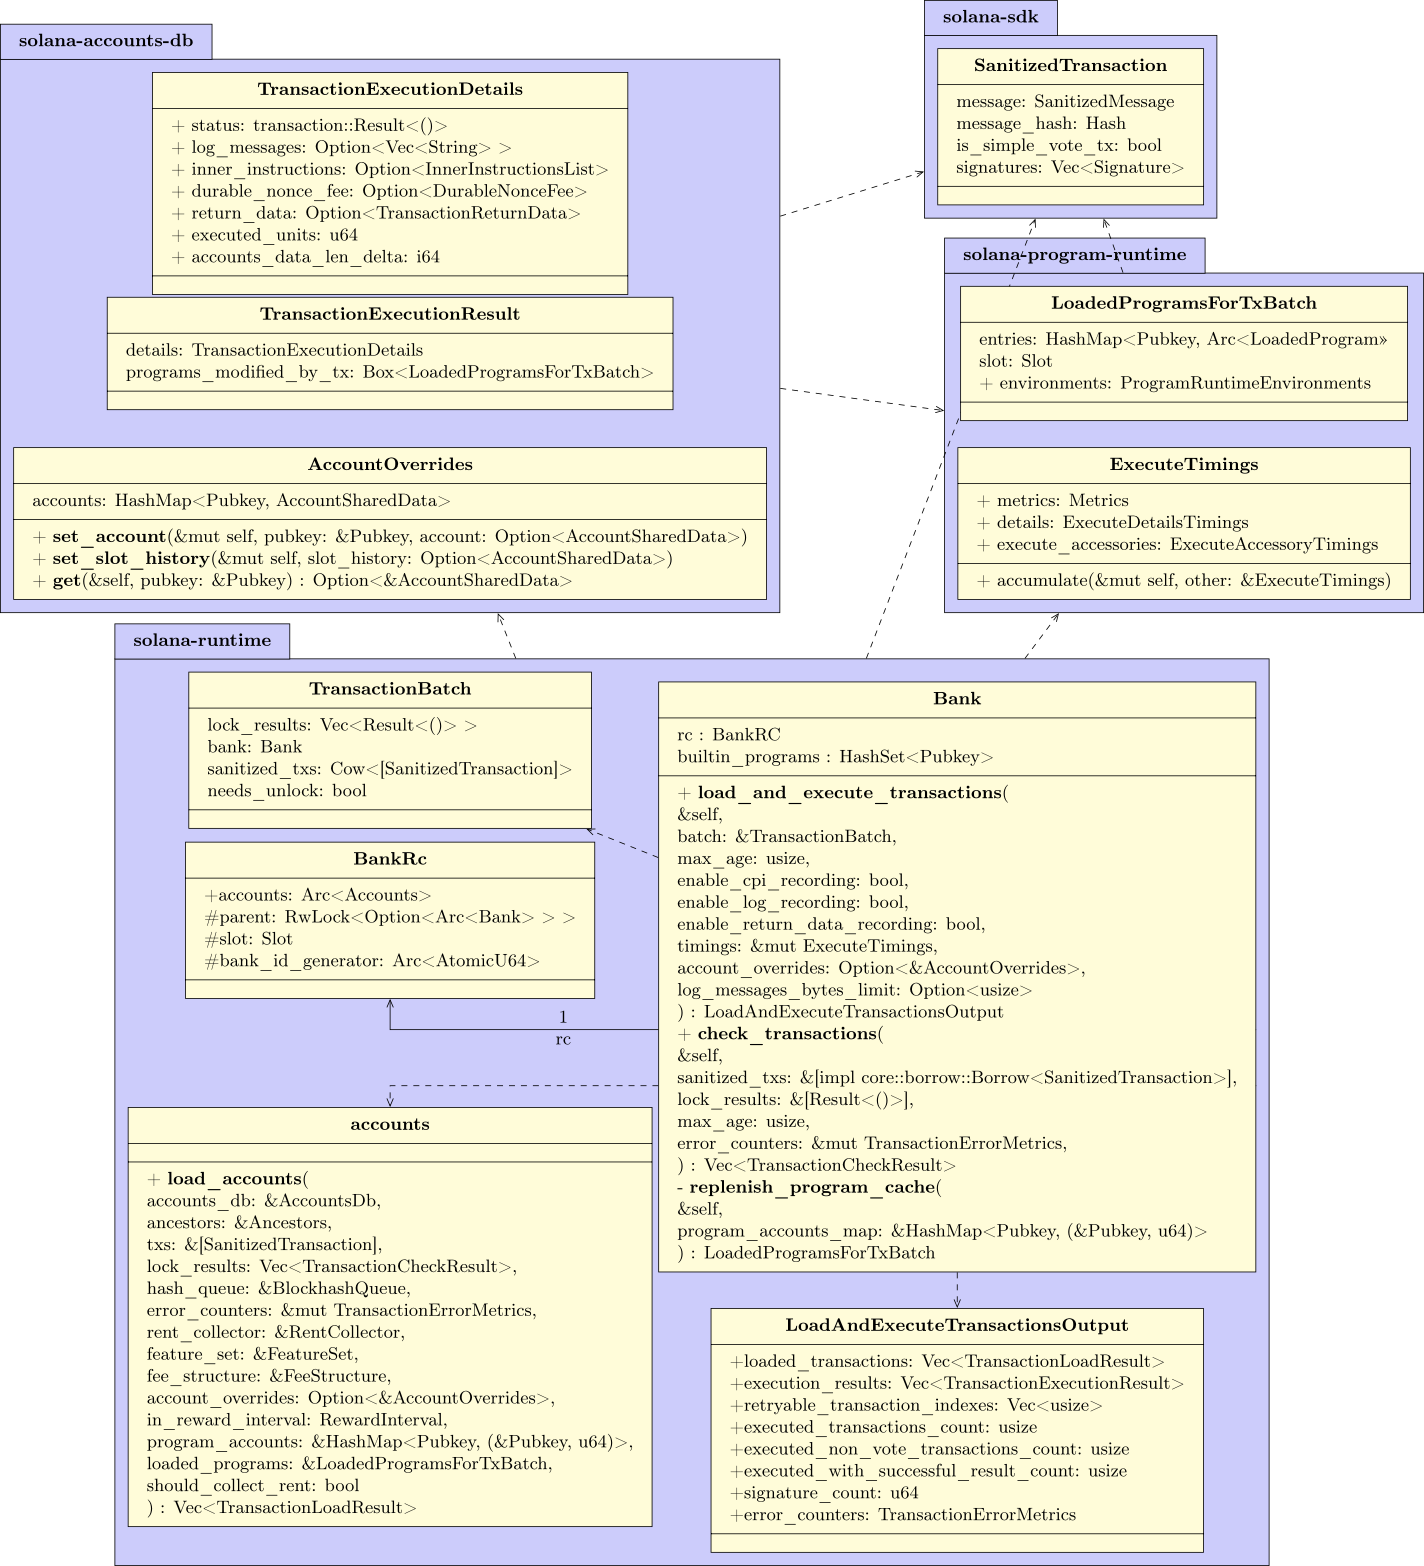 solana-accounts-db
TransactionExecutionDetails
+ status: transaction::Result<()>
+ log_messages: Option<Vec<String> >
+ inner_instructions: Option<InnerInstructionsList>
+ durable_nonce_fee: Option<DurableNonceFee>
+ return_data: Option<TransactionReturnData>
+ executed_units: u64
+ accounts_data_len_delta: i64
TransactionExecutionResult
details: TransactionExecutionDetails
programs_modified_by_tx: Box<LoadedProgramsForTxBatch>
AccountOverrides
accounts: HashMap<Pubkey, AccountSharedData>
+ set_account(&mut self, pubkey: &Pubkey, account: Option<AccountSharedData>)
+ set_slot_history(&mut self, slot_history: Option<AccountSharedData>)
+ get(&self, pubkey: &Pubkey) : Option<&AccountSharedData>
solana-sdk
SanitizedTransaction
message: SanitizedMessage
message_hash: Hash
is_simple_vote_tx: bool
signatures: Vec<Signature>
solana-program-runtime
LoadedProgramsForTxBatch
entries: HashMap<Pubkey, Arc<LoadedProgram»
slot: Slot
+ environments: ProgramRuntimeEnvironments
ExecuteTimings
+ metrics: Metrics
+ details: ExecuteDetailsTimings
+ execute_accessories: ExecuteAccessoryTimings
+ accumulate(&mut self, other: &ExecuteTimings)
solana-runtime
TransactionBatch
lock_results: Vec<Result<()> >
bank: Bank
sanitized_txs: Cow<[SanitizedTransaction]>
needs_unlock: bool
BankRc
+accounts: Arc<Accounts>
#parent: RwLock<Option<Arc<Bank> > >
#slot: Slot
#bank_id_generator: Arc<AtomicU64>
1
rc
accounts
+ load_accounts(
accounts_db: &AccountsDb,
ancestors: &Ancestors,
txs: &[SanitizedTransaction],
lock_results: Vec<TransactionCheckResult>,
hash_queue: &BlockhashQueue,
error_counters: &mut TransactionErrorMetrics,
rent_collector: &RentCollector,
feature_set: &FeatureSet,
fee_structure: &FeeStructure,
account_overrides: Option<&AccountOverrides>,
in_reward_interval: RewardInterval,
program_accounts: &HashMap<Pubkey, (&Pubkey, u64)>,
loaded_programs: &LoadedProgramsForTxBatch,
should_collect_rent: bool
) : Vec<TransactionLoadResult>
Bank
rc : BankRC
builtin_programs : HashSet<Pubkey>
+ load_and_execute_transactions(
&self,
batch: &TransactionBatch,
max_age: usize,
enable_cpi_recording: bool,
enable_log_recording: bool,
enable_return_data_recording: bool,
timings: &mut ExecuteTimings,
account_overrides: Option<&AccountOverrides>,
log_messages_bytes_limit: Option<usize>
) : LoadAndExecuteTransactionsOutput
+ check_transactions(
&self,
sanitized_txs: &[impl core::borrow::Borrow<SanitizedTransaction>],
lock_results: &[Result<()>],
max_age: usize,
error_counters: &mut TransactionErrorMetrics,
) : Vec<TransactionCheckResult>
- replenish_program_cache(
&self,
program_accounts_map: &HashMap<Pubkey, (&Pubkey, u64)>
) : LoadedProgramsForTxBatch
LoadAndExecuteTransactionsOutput
+loaded_transactions: Vec<TransactionLoadResult>
+execution_results: Vec<TransactionExecutionResult>
+retryable_transaction_indexes: Vec<usize>
+executed_transactions_count: usize
+executed_non_vote_transactions_count: usize
+executed_with_successful_result_count: usize
+signature_count: u64
+error_counters: TransactionErrorMetrics